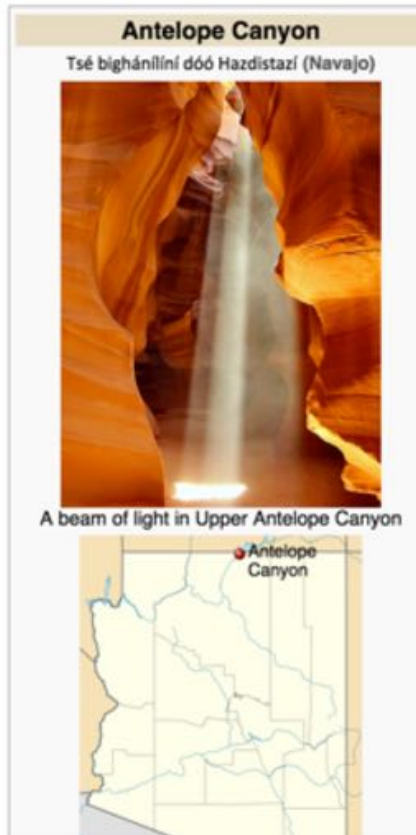 Antelope Canyon
Tsé bighánílíní dóó Hazdistazí (Navajo)
A beam of light in Upper Antelope Canyon
Antelope
Canyon